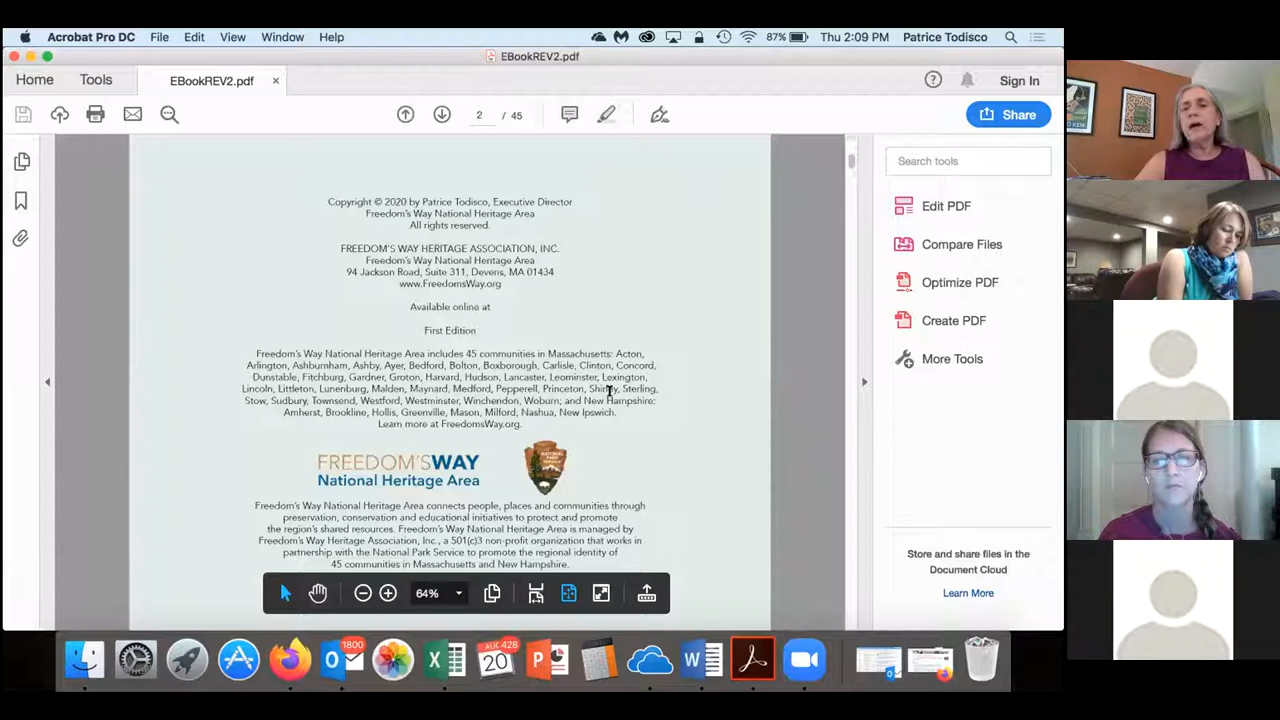 Acrobat Pro DC File Edit View Window Help 87% Thu 2:09 PM Patrice Todisco
EBookREV2.pdf
Home Tools EBookREV2.pdf × Sign In
2 / 45 Share
Search tools
Edit PDF
Compare Files
Optimize PDF
Create PDF
More Tools
Store and share files in the
Document Cloud
Learn More
Copyright © 2020 by Patrice Todisco, Executive Director
Freedom's Way National Heritage Area
All rights reserved.
FREEDOM'S WAY HERITAGE ASSOCIATION, INC.
Freedom's Way National Heritage Area
94 Jackson Road, Suite 311, Devens, MA 01434
www.FreedomsWay.org
Available online at
First Edition
Freedom's Way National Heritage Area includes 45 communities in Massachusetts: Acton,
Arlington, Ashburnham, Ashby, Ayer, Bedford, Bolton, Boxborough, Carlisle, Clinton, Concord,
Dunstable, Fitchburg, Gardner, Groton, Harvard, Hudson, Lancaster, Leominster, Lexington,
Lincoln, Littleton, Lunenburg, Malden, Maynard, Medford, Pepperell, Princeton, Shirley, Sterling,
Stow, Sudbury, Townsend, Westford, Westminster, Winchendon, Woburn; and New Hampshire:
Amherst, Brookline, Hollis, Greenville, Mason, Milford, Nashua, New Ipswich.
Learn more at FreedomsWay.org.
FREEDOM'SWAY
National Heritage Area
NATIONAL
PARK
SERVICE
Freedom's Way National Heritage Area connects people, places and communities through
preservation, conservation and educational initiatives to protect and promote
the region's shared resources. Freedom's Way National Heritage Area is managed by
Freedom's Way Heritage Association, Inc., a 501(c)3 non-profit organization that works in
partnership with the National Park Service to promote the regional identity of
45 communities in Massachusetts and New Hampshire.
64%
1800
AUG 428
20